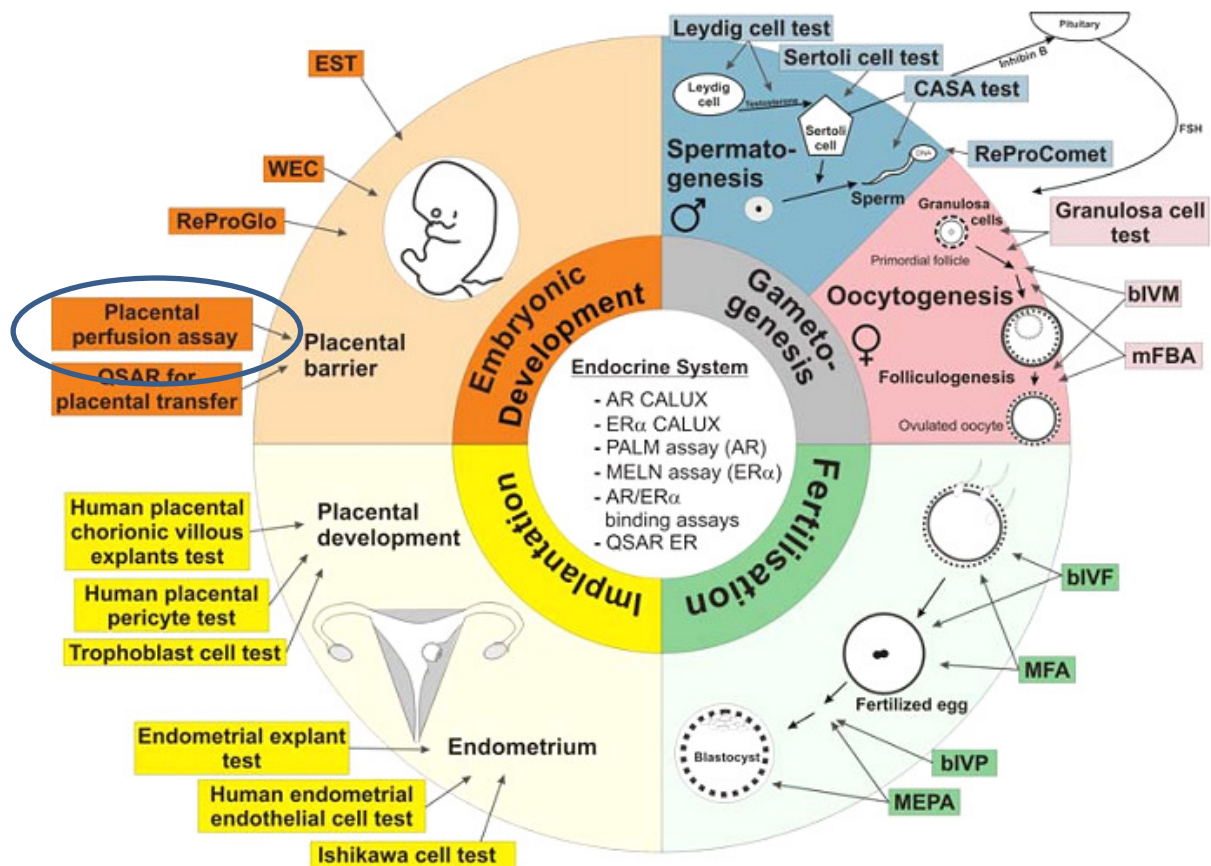 Pituitary
Leydig cell test
Sertoli cell test
Inhibin B
CASA test
FSH
Leydig
cell
Testosterone
Sertoli
cell
DNA
ReProComet
Spermato-
genesis
Sperm
♂
EST
WEC
ReProGlo
Placental
perfusion assay
QSAR for
placental transfer
Placental
barrier
Embryonic
Development
Gameto-
genesis
Granulosa
cells
Granulosa cell
test
Primordial follicle
Oocytogenesis
♀
Folliculogenesis
Ovulated oocyte
bIVM
mFBA
Endocrine System
- AR CALUX
- ERα CALUX
- PALM assay (AR)
- MELN assay (ERα)
- AR/ERα
binding assays
- QSAR ER
Implantation
Fertilisation
Human placental
chorionic villous
explants test
Human placental
pericyte test
Trophoblast cell test
Placental
development
Endometrial explant
test
Human endometrial
endothelial cell test
Ishikawa cell test
Endometrium
bIVF
MFA
Fertilized egg
bIVP
MEPA
Blastocyst